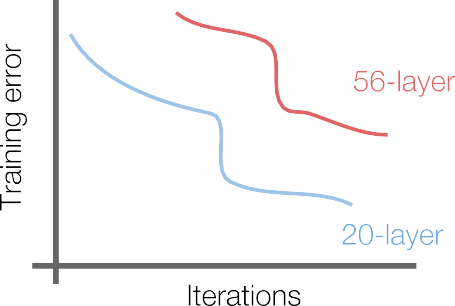 Training error
56-layer
20-layer
Iterations